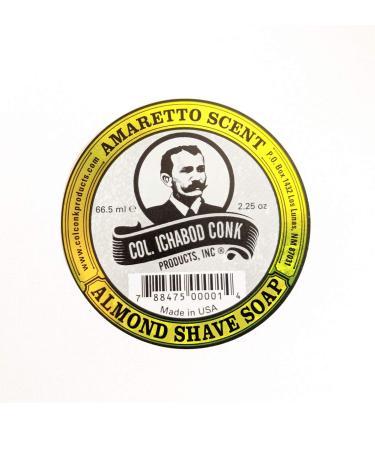 AMARETTO SCENT
www.colconkproducts.com
P.O Box 1432 Los Lunas, NM 87031
66.5 ml e 2.25 oz
COL. ICHABOD CONK
PRODUCTS, INC ®
7 88475 00001 4
Made in USA
ALMOND SHAVE SOAP